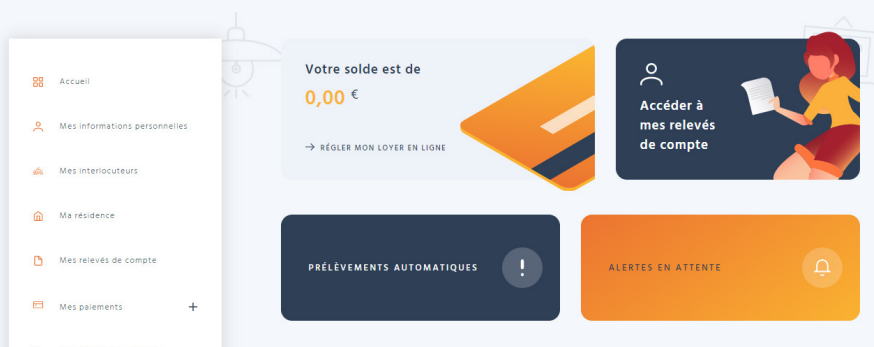 Accueil
Mes informations personnelles
Mes interlocuteurs
Ma résidence
Mes relevés de compte
Mes paiements +
Votre solde est de
0,00 €
→ RÉGLER MON LOYER EN LIGNE
Accéder à
mes relevés
de compte
PRÉLÈVEMENTS AUTOMATIQUES !
ALERTES EN ATTENTE